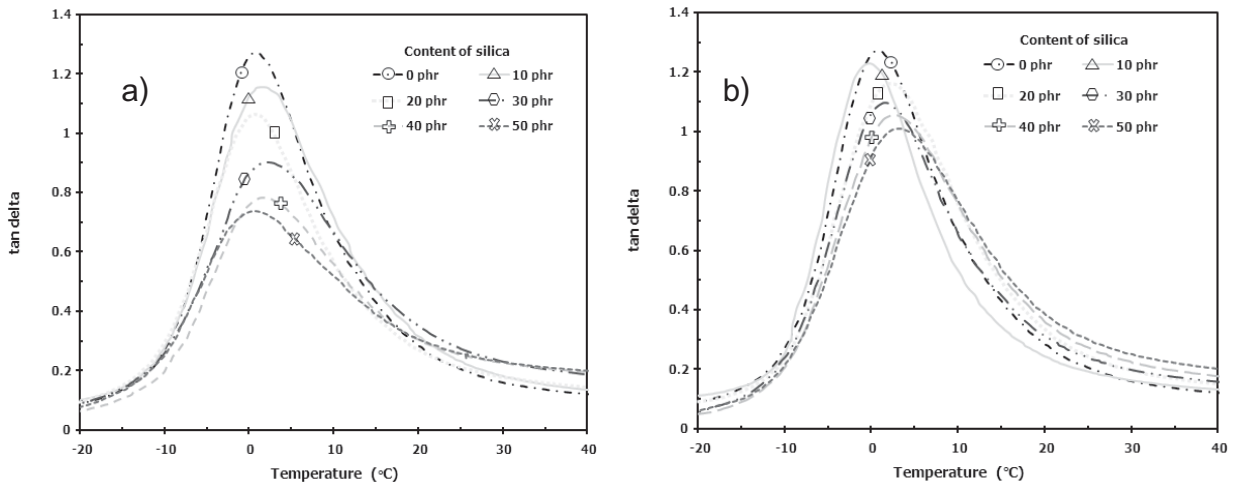 a)
Content of silica
0 phr 10 phr
20 phr 30 phr
40 phr 50 phr
1.4
1.2
1
0.8
0.6
0.4
0.2
0
tan delta
-20 -10 0 10 20 30 40
Temperature (°C)
b)
Content of silica
0 phr 10 phr
20 phr 30 phr
40 phr 50 phr
1.4
1.2
1
0.8
0.6
0.4
0.2
0
tan delta
-20 -10 0 10 20 30 40
Temperature (°C)